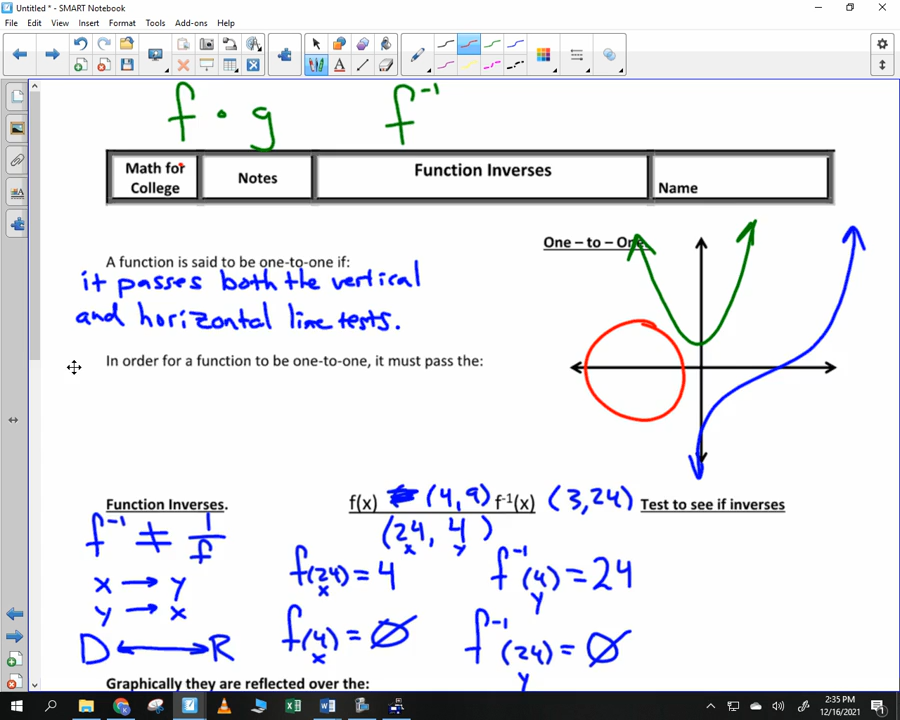 Untitled * - SMART Notebook
File Edit View Insert Format Tools Add-ons Help
f • g f⁻¹
Math for College
Notes
Function Inverses
Name
One – to – One
A function is said to be one-to-one if:
it passes both the vertical
and horizontal line tests.
In order for a function to be one-to-one, it must pass the:
Function Inverses. f(x) (4, 9) f⁻¹(x) (3, 24) Test to see if inverses
(24, 4)
x y
f⁻¹ ≠ 1/f
f(24) = 4 f⁻¹(4) = 24
x y
x → y
y → x
f(4) = ∅ f⁻¹(24) = ∅
x y
D ↔ R
Graphically they are reflected over the:
2:35 PM
12/16/2021